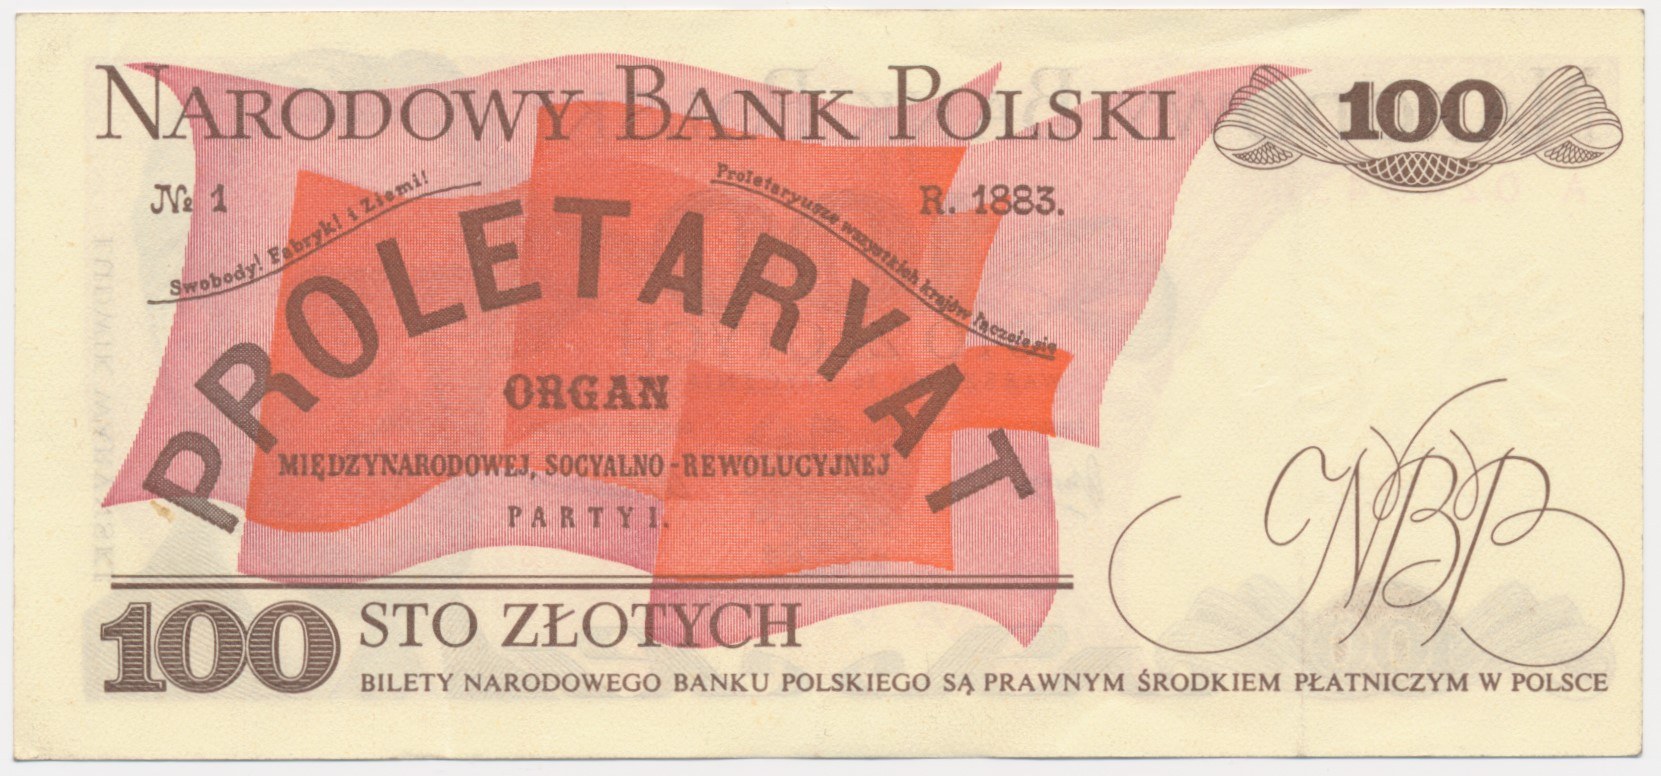 NARODOWY BANK POLSKI 100
№ 1 R. 1883.
Swobody! Fabryk! i Ziemi!
Proletaryusze wszystkich krajów łączcie się
PROLETARYAT
ORGAN
MIĘDZYNARODOWEJ, SOCYALNO-REWOLUCYJNEJ
PARTYI.
NBP
100 STO ZŁOTYCH
BILETY NARODOWEGO BANKU POLSKIEGO SĄ PRAWNYM ŚRODKIEM PŁATNICZYM W POLSCE